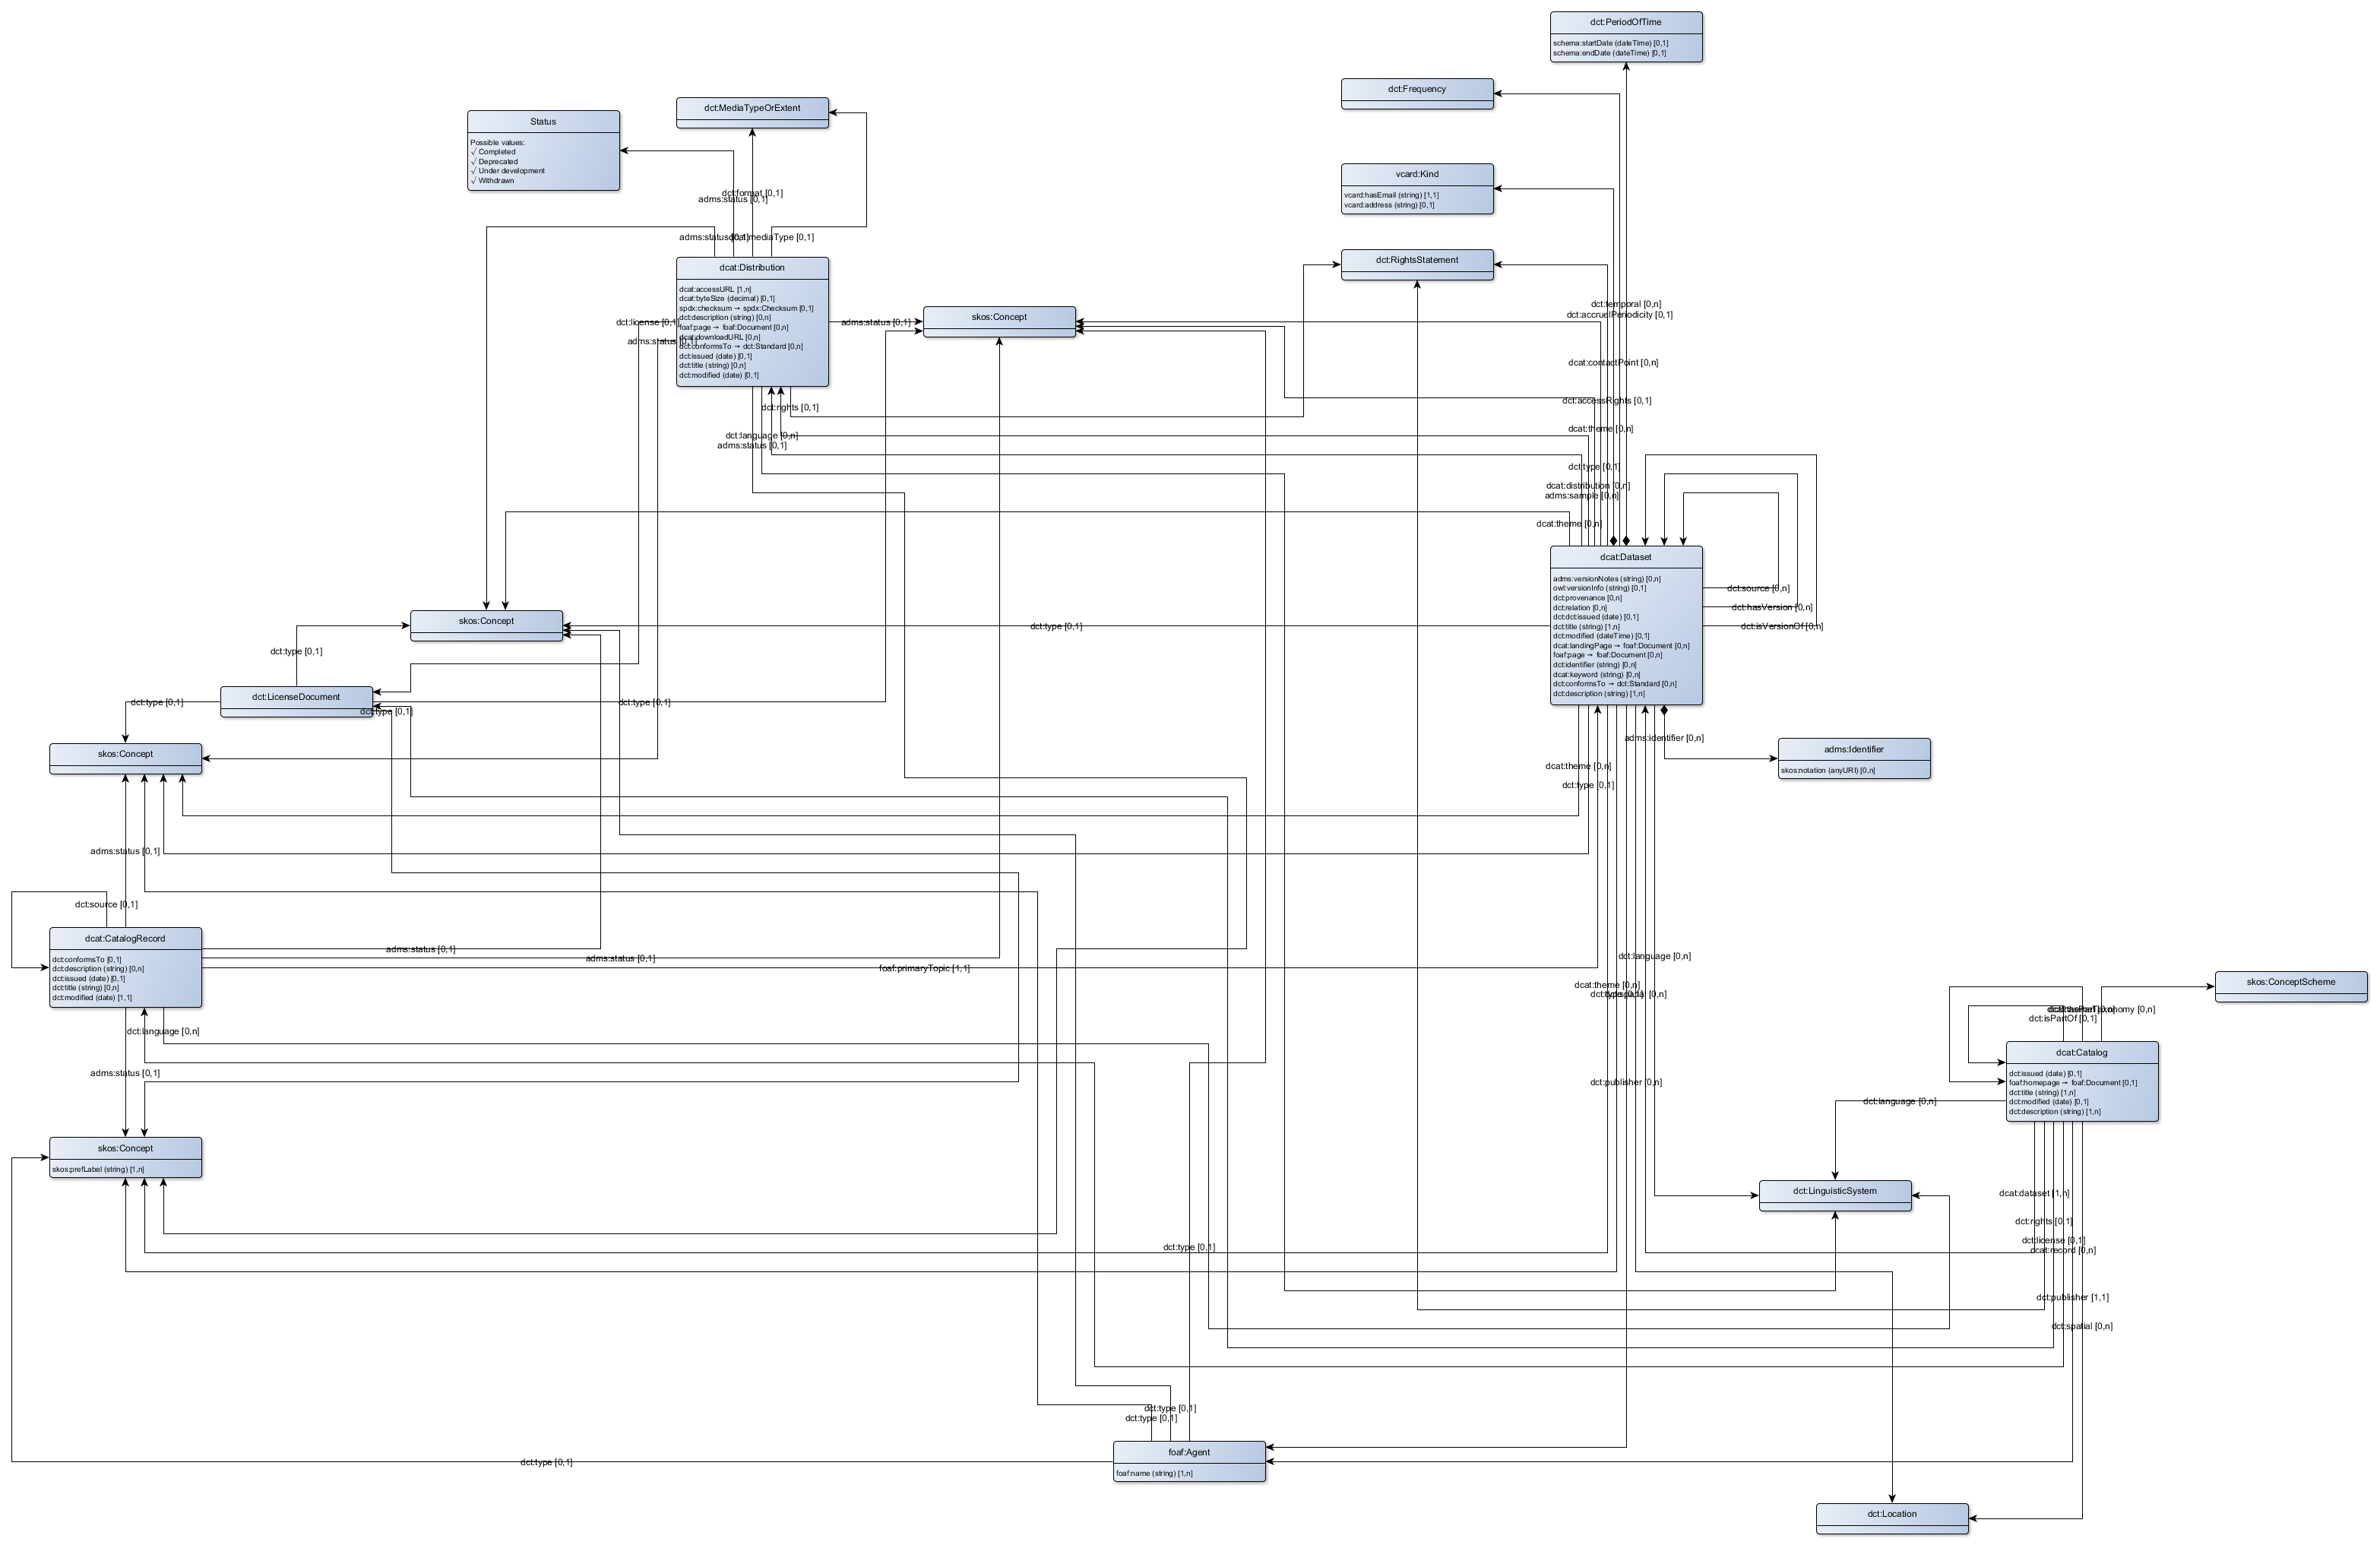 dct:PeriodOfTime
schema:startDate (dateTime) [0,1]
schema:endDate (dateTime) [0,1]
dct:Frequency
dct:MediaTypeOrExtent
Status
Possible values:
√ Completed
√ Deprecated
√ Under development
√ Withdrawn
vcard:Kind
vcard:hasEmail (string) [1,1]
vcard:address (string) [0,1]
dct:format [0,1]
adms:status [0,1]
adms:status [0,1]
dcat:mediaType [0,1]
dct:RightsStatement
dcat:Distribution
dcat:accessURL [1,n]
dcat:byteSize (decimal) [0,1]
spdx:checksum → spdx:Checksum [0,1]
dct:description (string) [0,n]
foaf:page → foaf:Document [0,n]
dcat:downloadURL [0,n]
dct:conformsTo → dct:Standard [0,n]
dct:issued (date) [0,1]
dct:title (string) [0,n]
dct:modified (date) [0,1]
dct:license [0,1]
adms:status [0,1]
adms:status [0,1]
skos:Concept
dct:temporal [0,n]
dct:accruelPeriodicity [0,1]
dcat:contactPoint [0,n]
dct:accessRights [0,1]
dct:rights [0,1]
dcat:theme [0,n]
dct:language [0,n]
adms:status [0,1]
dct:type [0,1]
dcat:distribution [0,n]
adms:sample [0,n]
dcat:theme [0,n]
dcat:Dataset
adms:versionNotes (string) [0,n]
owl:versionInfo (string) [0,1]
dct:provenance [0,n]
dct:relation [0,n]
dct:dct:issued (date) [0,1]
dct:title (string) [1,n]
dct:modified (dateTime) [0,1]
dcat:landingPage → foaf:Document [0,n]
foaf:page → foaf:Document [0,n]
dct:identifier (string) [0,n]
dcat:keyword (string) [0,n]
dct:conformsTo → dct:Standard [0,n]
dct:description (string) [1,n]
dct:source [0,n]
dct:hasVersion [0,n]
dct:isVersionOf [0,n]
skos:Concept
dct:type [0,1]
dct:type [0,1]
dct:LicenseDocument
dct:type [0,1]
dct:type [0,1]
dct:type [0,1]
adms:identifier [0,n]
adms:Identifier
skos:notation (anyURI) [0,n]
skos:Concept
dcat:theme [0,n]
dct:type [0,1]
adms:status [0,1]
dct:source [0,1]
dcat:CatalogRecord
dct:conformsTo [0,1]
dct:description (string) [0,n]
dct:issued (date) [0,1]
dct:title (string) [0,n]
dct:modified (date) [1,1]
adms:status [0,1]
adms:status [0,1]
foaf:primaryTopic [1,1]
dct:language [0,n]
dcat:theme [0,n]
dct:type [0,1]
dct:spatial [0,n]
skos:ConceptScheme
dct:hasPart [0,n]
dcat:themeTaxonomy [0,n]
dct:isPartOf [0,1]
dct:language [0,n]
dcat:Catalog
dct:issued (date) [0,1]
foaf:homepage → foaf:Document [0,1]
dct:title (string) [1,n]
dct:modified (date) [0,1]
dct:description (string) [1,n]
adms:status [0,1]
dct:publisher [0,n]
dct:language [0,n]
skos:Concept
skos:prefLabel (string) [1,n]
dct:LinguisticSystem
dcat:dataset [1,n]
dct:rights [0,1]
dct:license [0,1]
dcat:record [0,n]
dct:type [0,1]
dct:publisher [1,1]
dct:spatial [0,n]
dct:type [0,1]
dct:type [0,1]
foaf:Agent
foaf:name (string) [1,n]
dct:type [0,1]
dct:Location